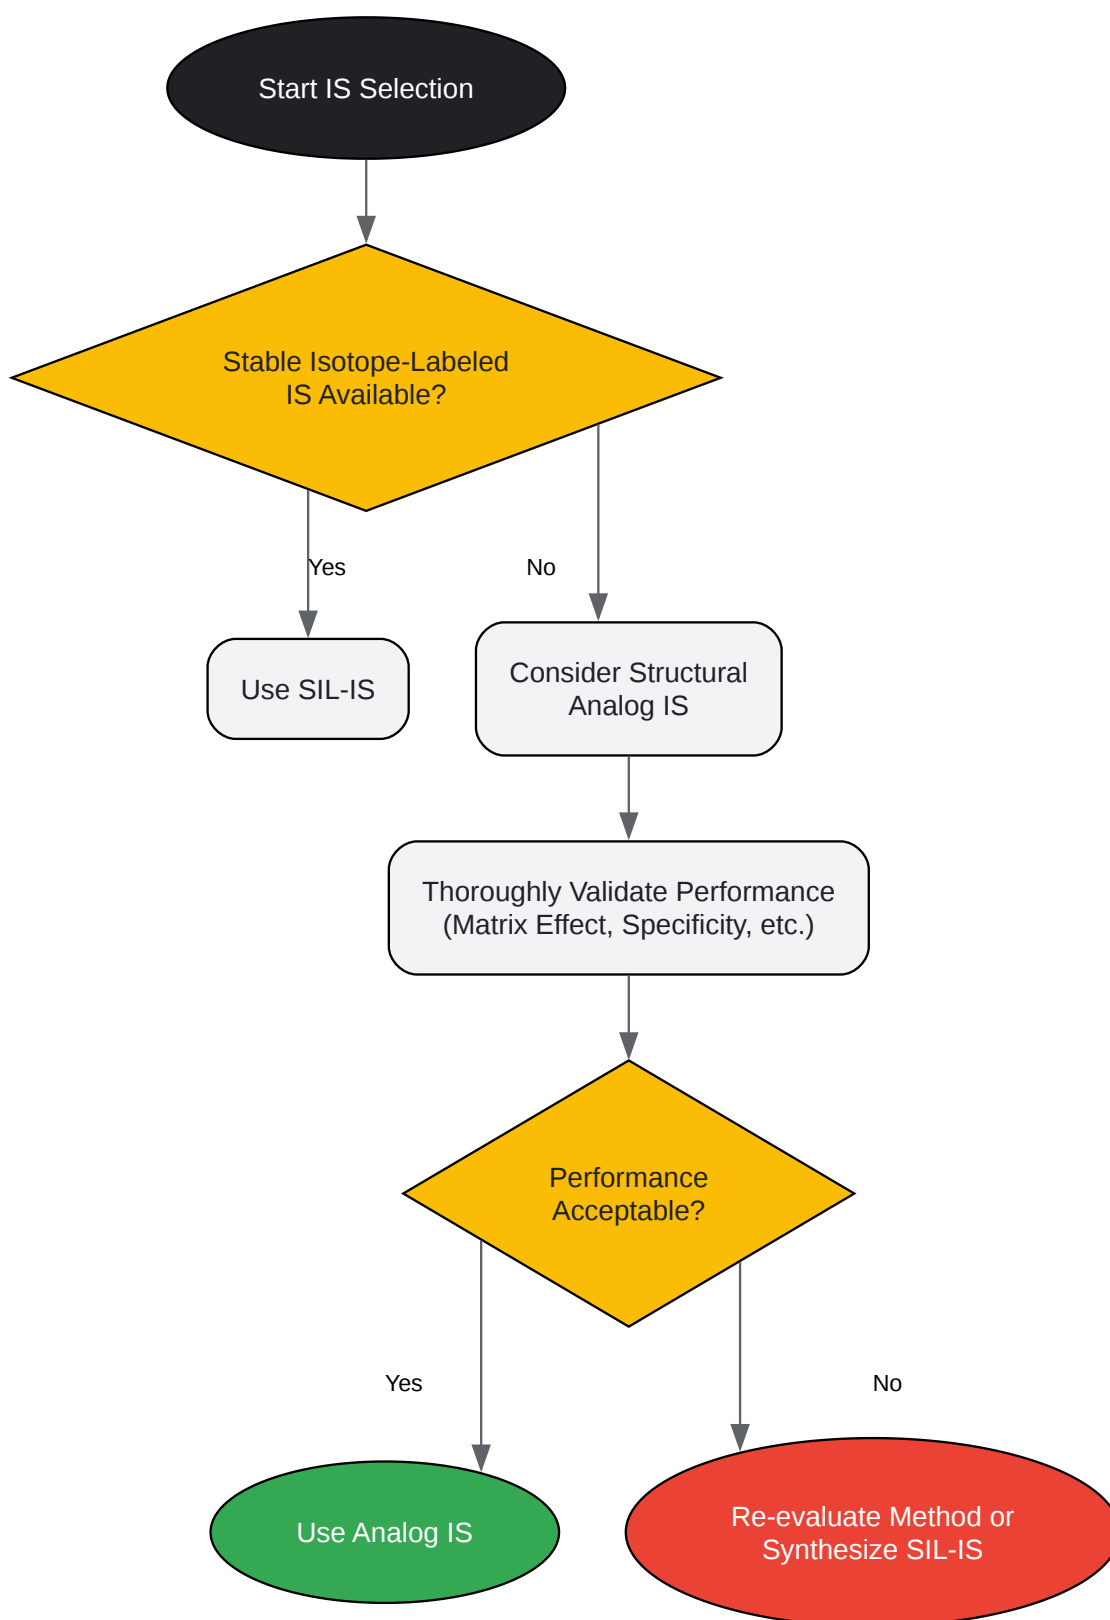 Start IS Selection
Stable Isotope-Labeled
IS Available?
Yes
No
Use SIL-IS
Consider Structural
Analog IS
Thoroughly Validate Performance
(Matrix Effect, Specificity, etc.)
Performance
Acceptable?
Yes
No
Use Analog IS
Re-evaluate Method or
Synthesize SIL-IS